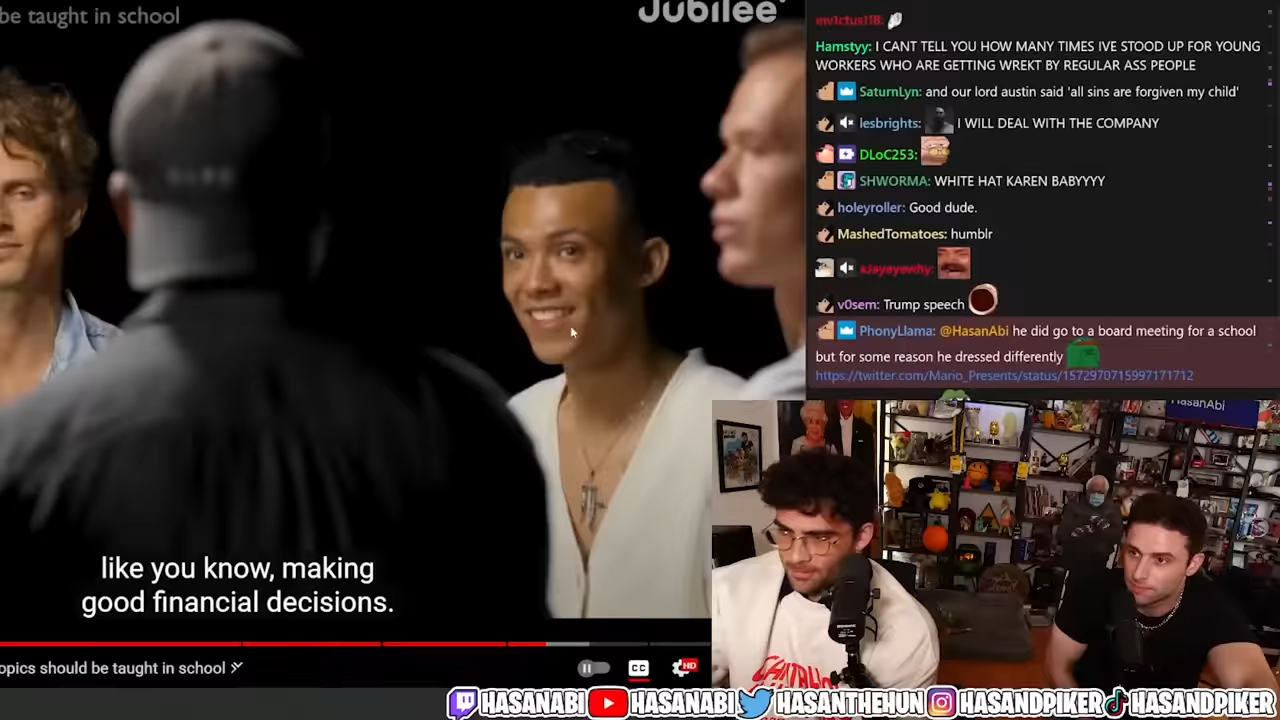 be taught in school
Jubilee
inv1ctus118:
Hamstyy: I CANT TELL YOU HOW MANY TIMES IVE STOOD UP FOR YOUNG
WORKERS WHO ARE GETTING WREKT BY REGULAR ASS PEOPLE
SaturnLyn: and our lord austin said 'all sins are forgiven my child'
lesbrights: I WILL DEAL WITH THE COMPANY
DLoC253:
SHWORMA: WHITE HAT KAREN BABYYYY
holeyroller: Good dude.
MashedTomatoes: humblr
xJayayewhy:
v0sem: Trump speech
PhonyLlama: @HasanAbi he did go to a board meeting for a school
but for some reason he dressed differently
https://twitter.com/Mario_Presents/status/1572970715997171712
HasanAbi
like you know, making
good financial decisions.
opics should be taught in school
CC
HD
HASANABI HASANABI HASANTHEHUN HASANDPIKER HASANDPIKER